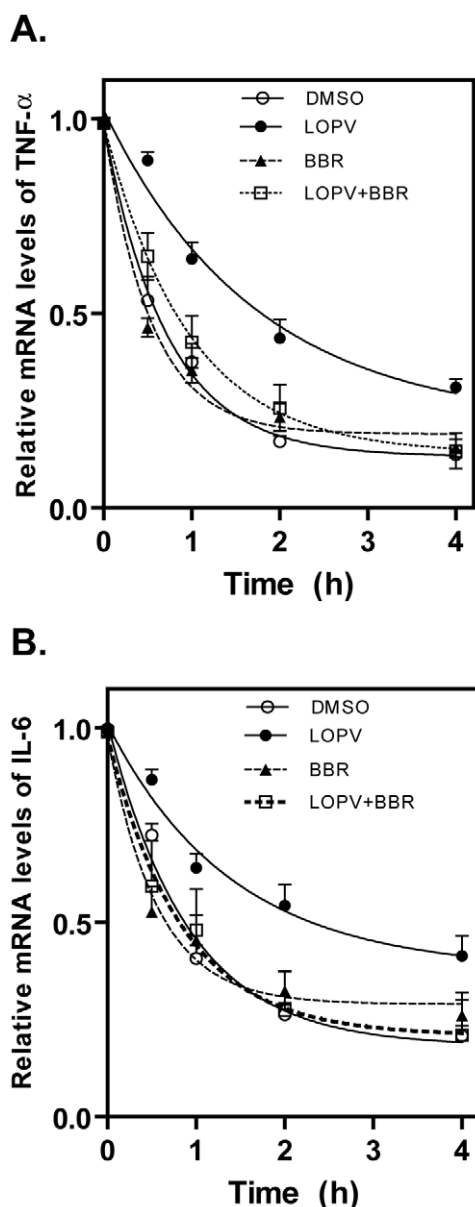 A.
Relative mRNA levels of TNF-α
1.0
0.5
0.0
DMSO
LOPV
BBR
LOPV+BBR
0 1 2 3 4
Time (h)
B.
Relative mRNA levels of IL-6
1.0
0.5
0.0
DMSO
LOPV
BBR
LOPV+BBR
0 1 2 3 4
Time (h)